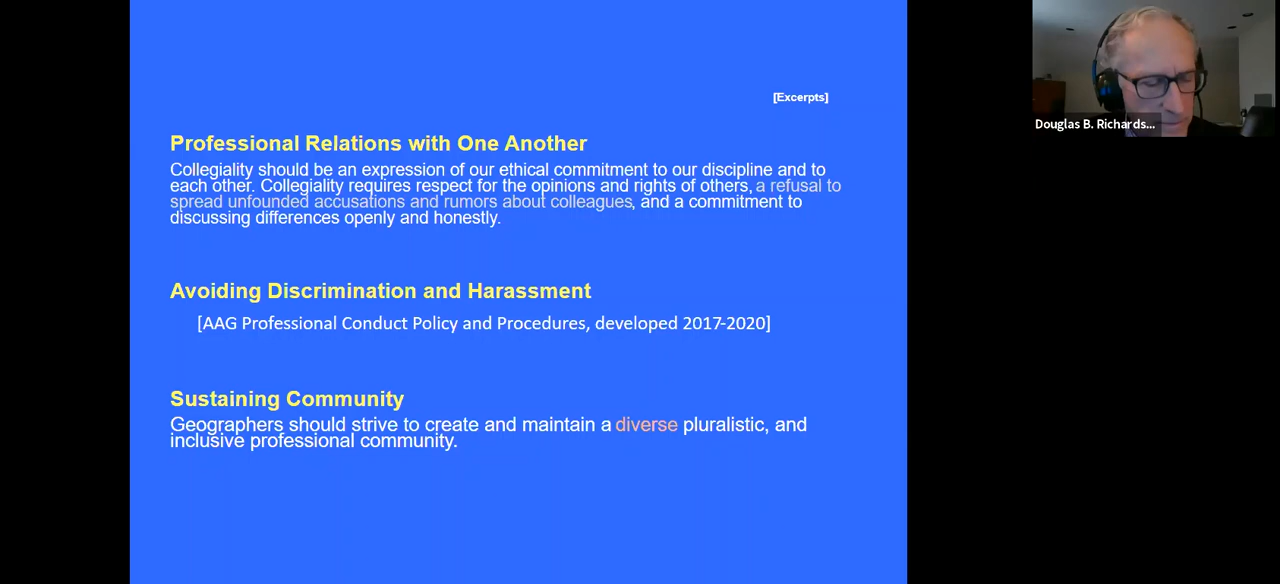 [Excerpts]
Professional Relations with One Another
Collegiality should be an expression of our ethical commitment to our discipline and to
each other. Collegiality requires respect for the opinions and rights of others, a refusal to
spread unfounded accusations and rumors about colleagues, and a commitment to
discussing differences openly and honestly.
Avoiding Discrimination and Harassment
[AAG Professional Conduct Policy and Procedures, developed 2017-2020]
Sustaining Community
Geographers should strive to create and maintain a diverse pluralistic, and
inclusive professional community.
Douglas B. Richards...